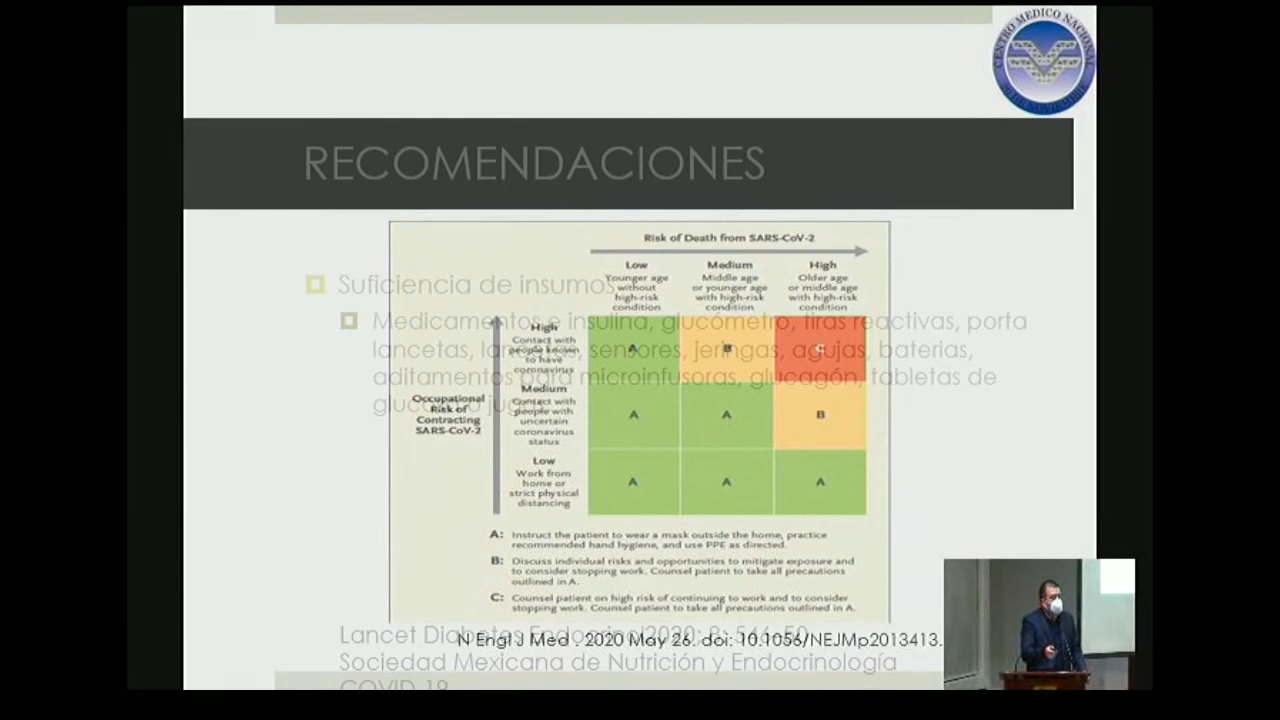 CENTRO MEDICO NACIONAL
RECOMENDACIONES
Risk of Death from SARS-CoV-2
Low
Younger age
without
high-risk
condition
Medium
Middle age
or younger age
with high-risk
condition
High
Older age
or middle age
with high-risk
condition
Suficiencia de insumos
Medicamentos e insulina, glucómetro, tiras reactivas, porta
lancetas, lancetas, sensores, jeringas, agujas, baterias,
aditamentos para microinfusoras, glucagón, tabletas de
Occupational
Risk of
Contracting
SARS-CoV-2
High
Contact with
people known
to have
coronavirus
A
B
C
Medium
Contact with
people with
uncertain
coronavirus
status
A
A
B
Low
Work from
home or
strict physical
distancing
A
A
A
A: Instruct the patient to wear a mask outside the home, practice
recommended hand hygiene, and use PPE as directed.
B: Discuss individual risks and opportunities to mitigate exposure and
to consider stopping work. Counsel patient to take all precautions
outlined in A.
C: Counsel patient on high risk of continuing to work and to consider
stopping work. Counsel patient to take all precautions outlined in A.
Lancet Diabetes Endocrinol 2020; 8: 546-50
N Engl J Med . 2020 May 26. doi: 10.1056/NEJMp2013413.
Sociedad Mexicana de Nutrición y Endocrinología
COVID-19